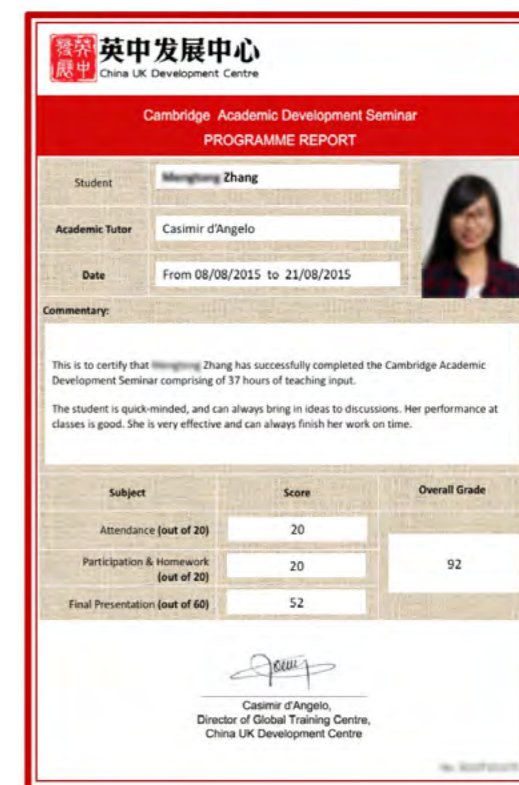 英中发展中心
China UK Development Centre
Cambridge Academic Development Seminar
PROGRAMME REPORT
Student Zhang
Academic Tutor Casimir d'Angelo
Date From 08/08/2015 to 21/08/2015
Commentary:
This is to certify that Zhang has successfully completed the Cambridge Academic
Development Seminar comprising of 37 hours of teaching input.
The student is quick-minded, and can always bring in ideas to discussions. Her performance at
classes is good. She is very effective and can always finish her work on time.
Subject Score Overall Grade
Attendance (out of 20) 20
Participation & Homework
(out of 20) 20
92
Final Presentation (out of 60) 52
Casimir d'Angelo,
Director of Global Training Centre,
China UK Development Centre